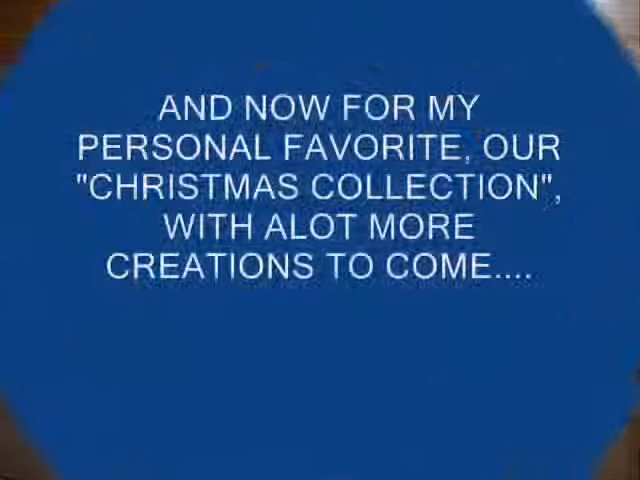 AND NOW FOR MY
PERSONAL FAVORITE, OUR
"CHRISTMAS COLLECTION",
WITH ALOT MORE
CREATIONS TO COME....